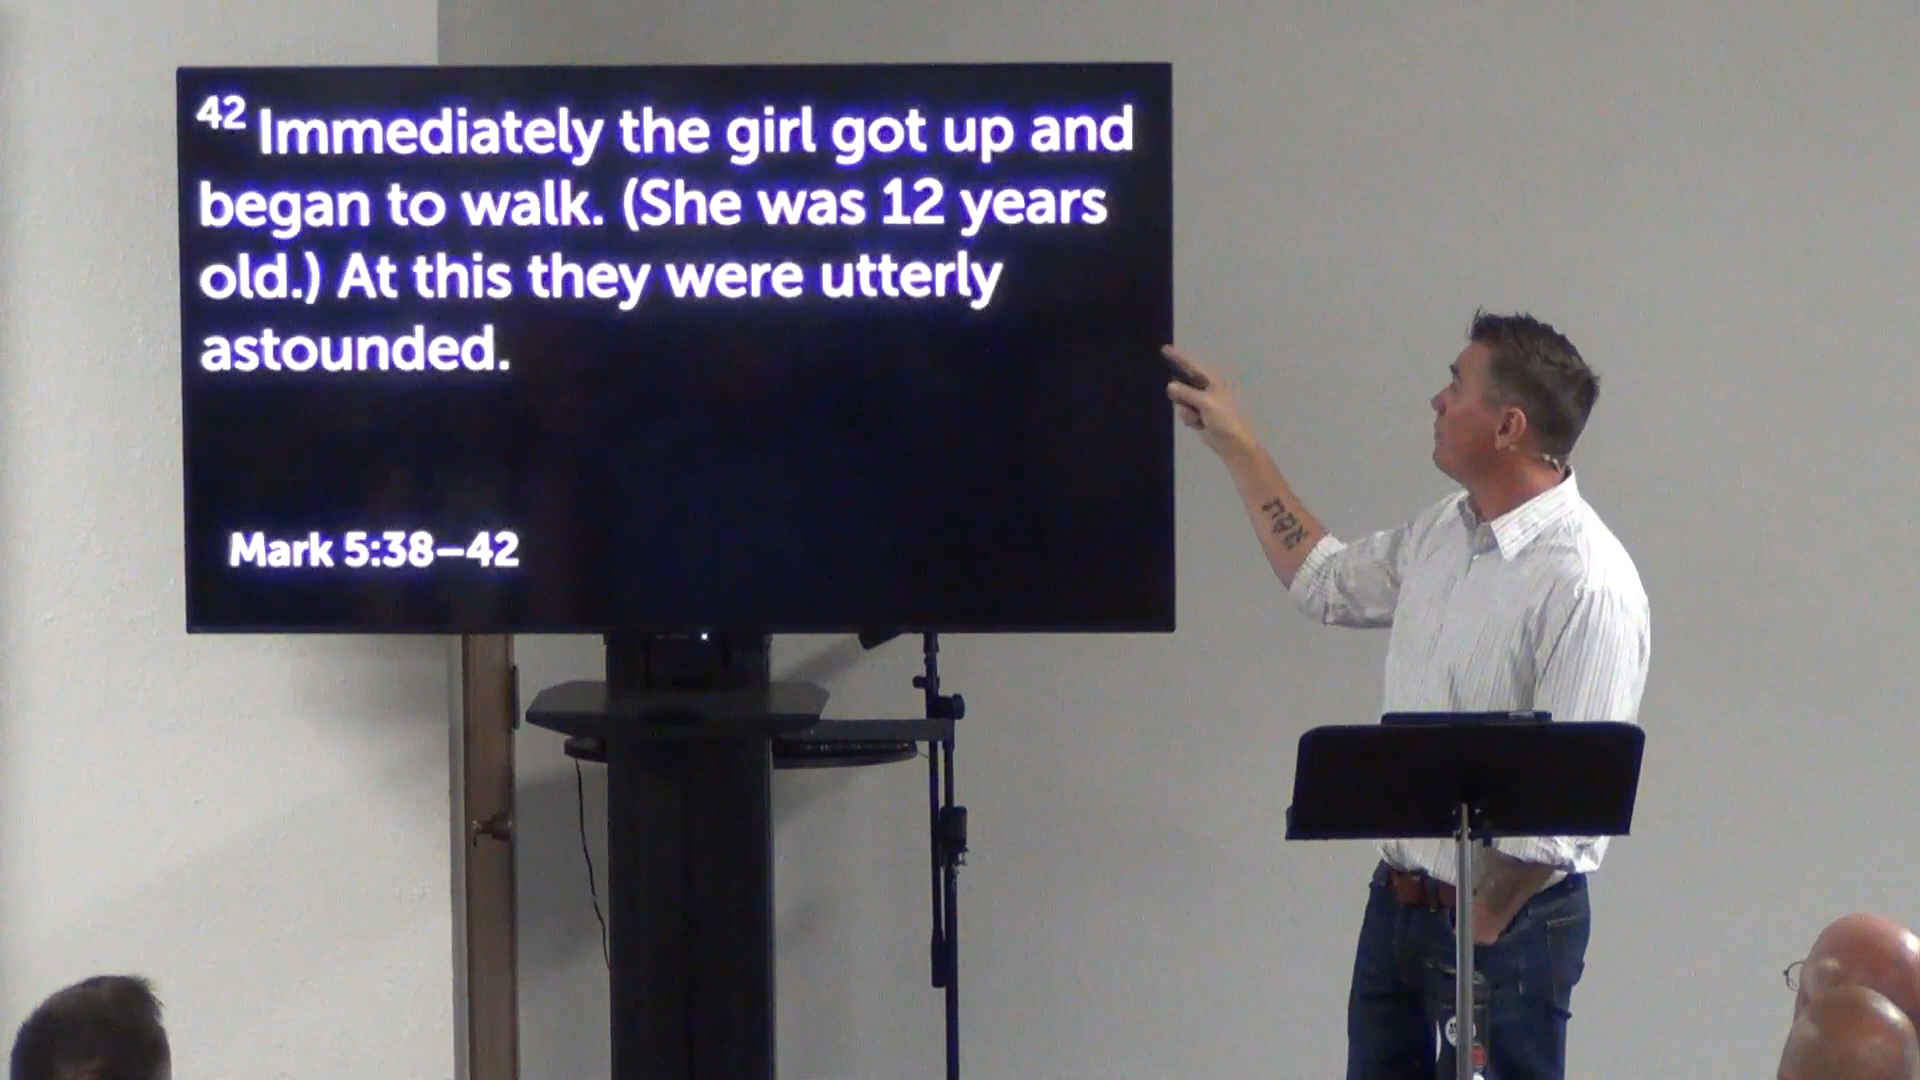 42 Immediately the girl got up and
began to walk. (She was 12 years
old.) At this they were utterly
astounded.
Mark 5:38–42